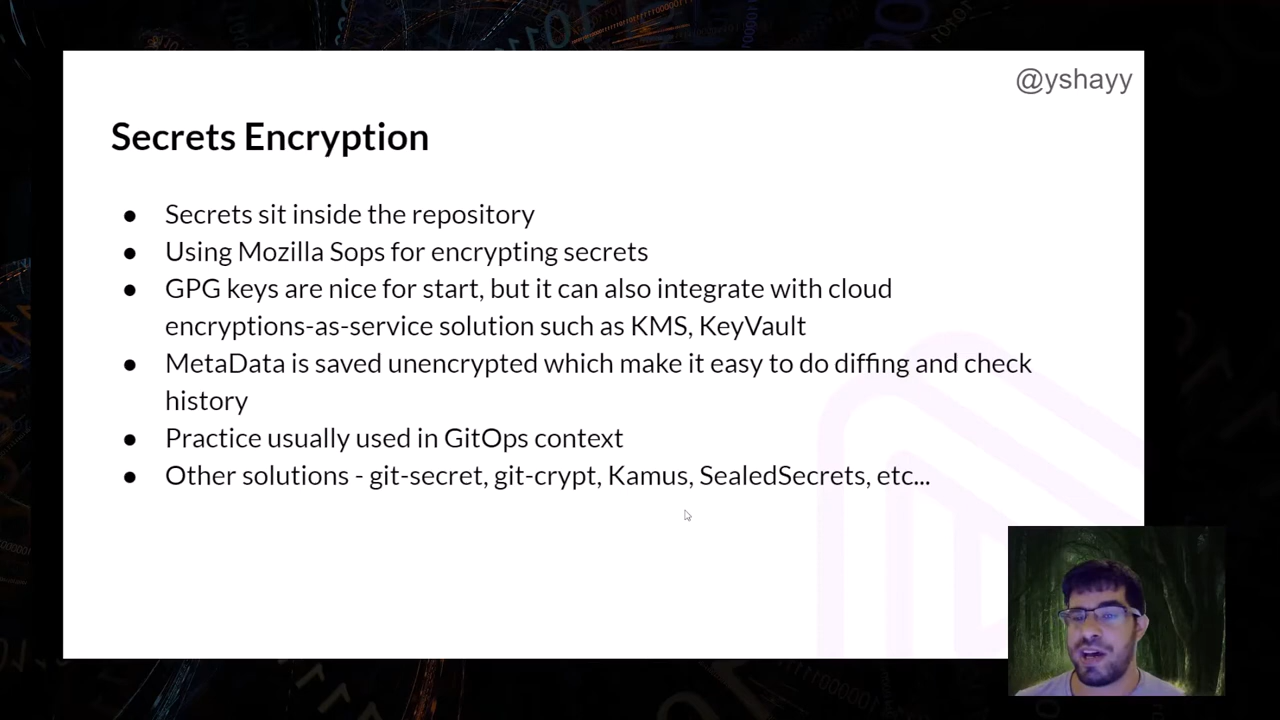 @yshayy
Secrets Encryption
● Secrets sit inside the repository
● Using Mozilla Sops for encrypting secrets
● GPG keys are nice for start, but it can also integrate with cloud
encryptions-as-service solution such as KMS, KeyVault
● MetaData is saved unencrypted which make it easy to do diffing and check
history
● Practice usually used in GitOps context
● Other solutions - git-secret, git-crypt, Kamus, SealedSecrets, etc...